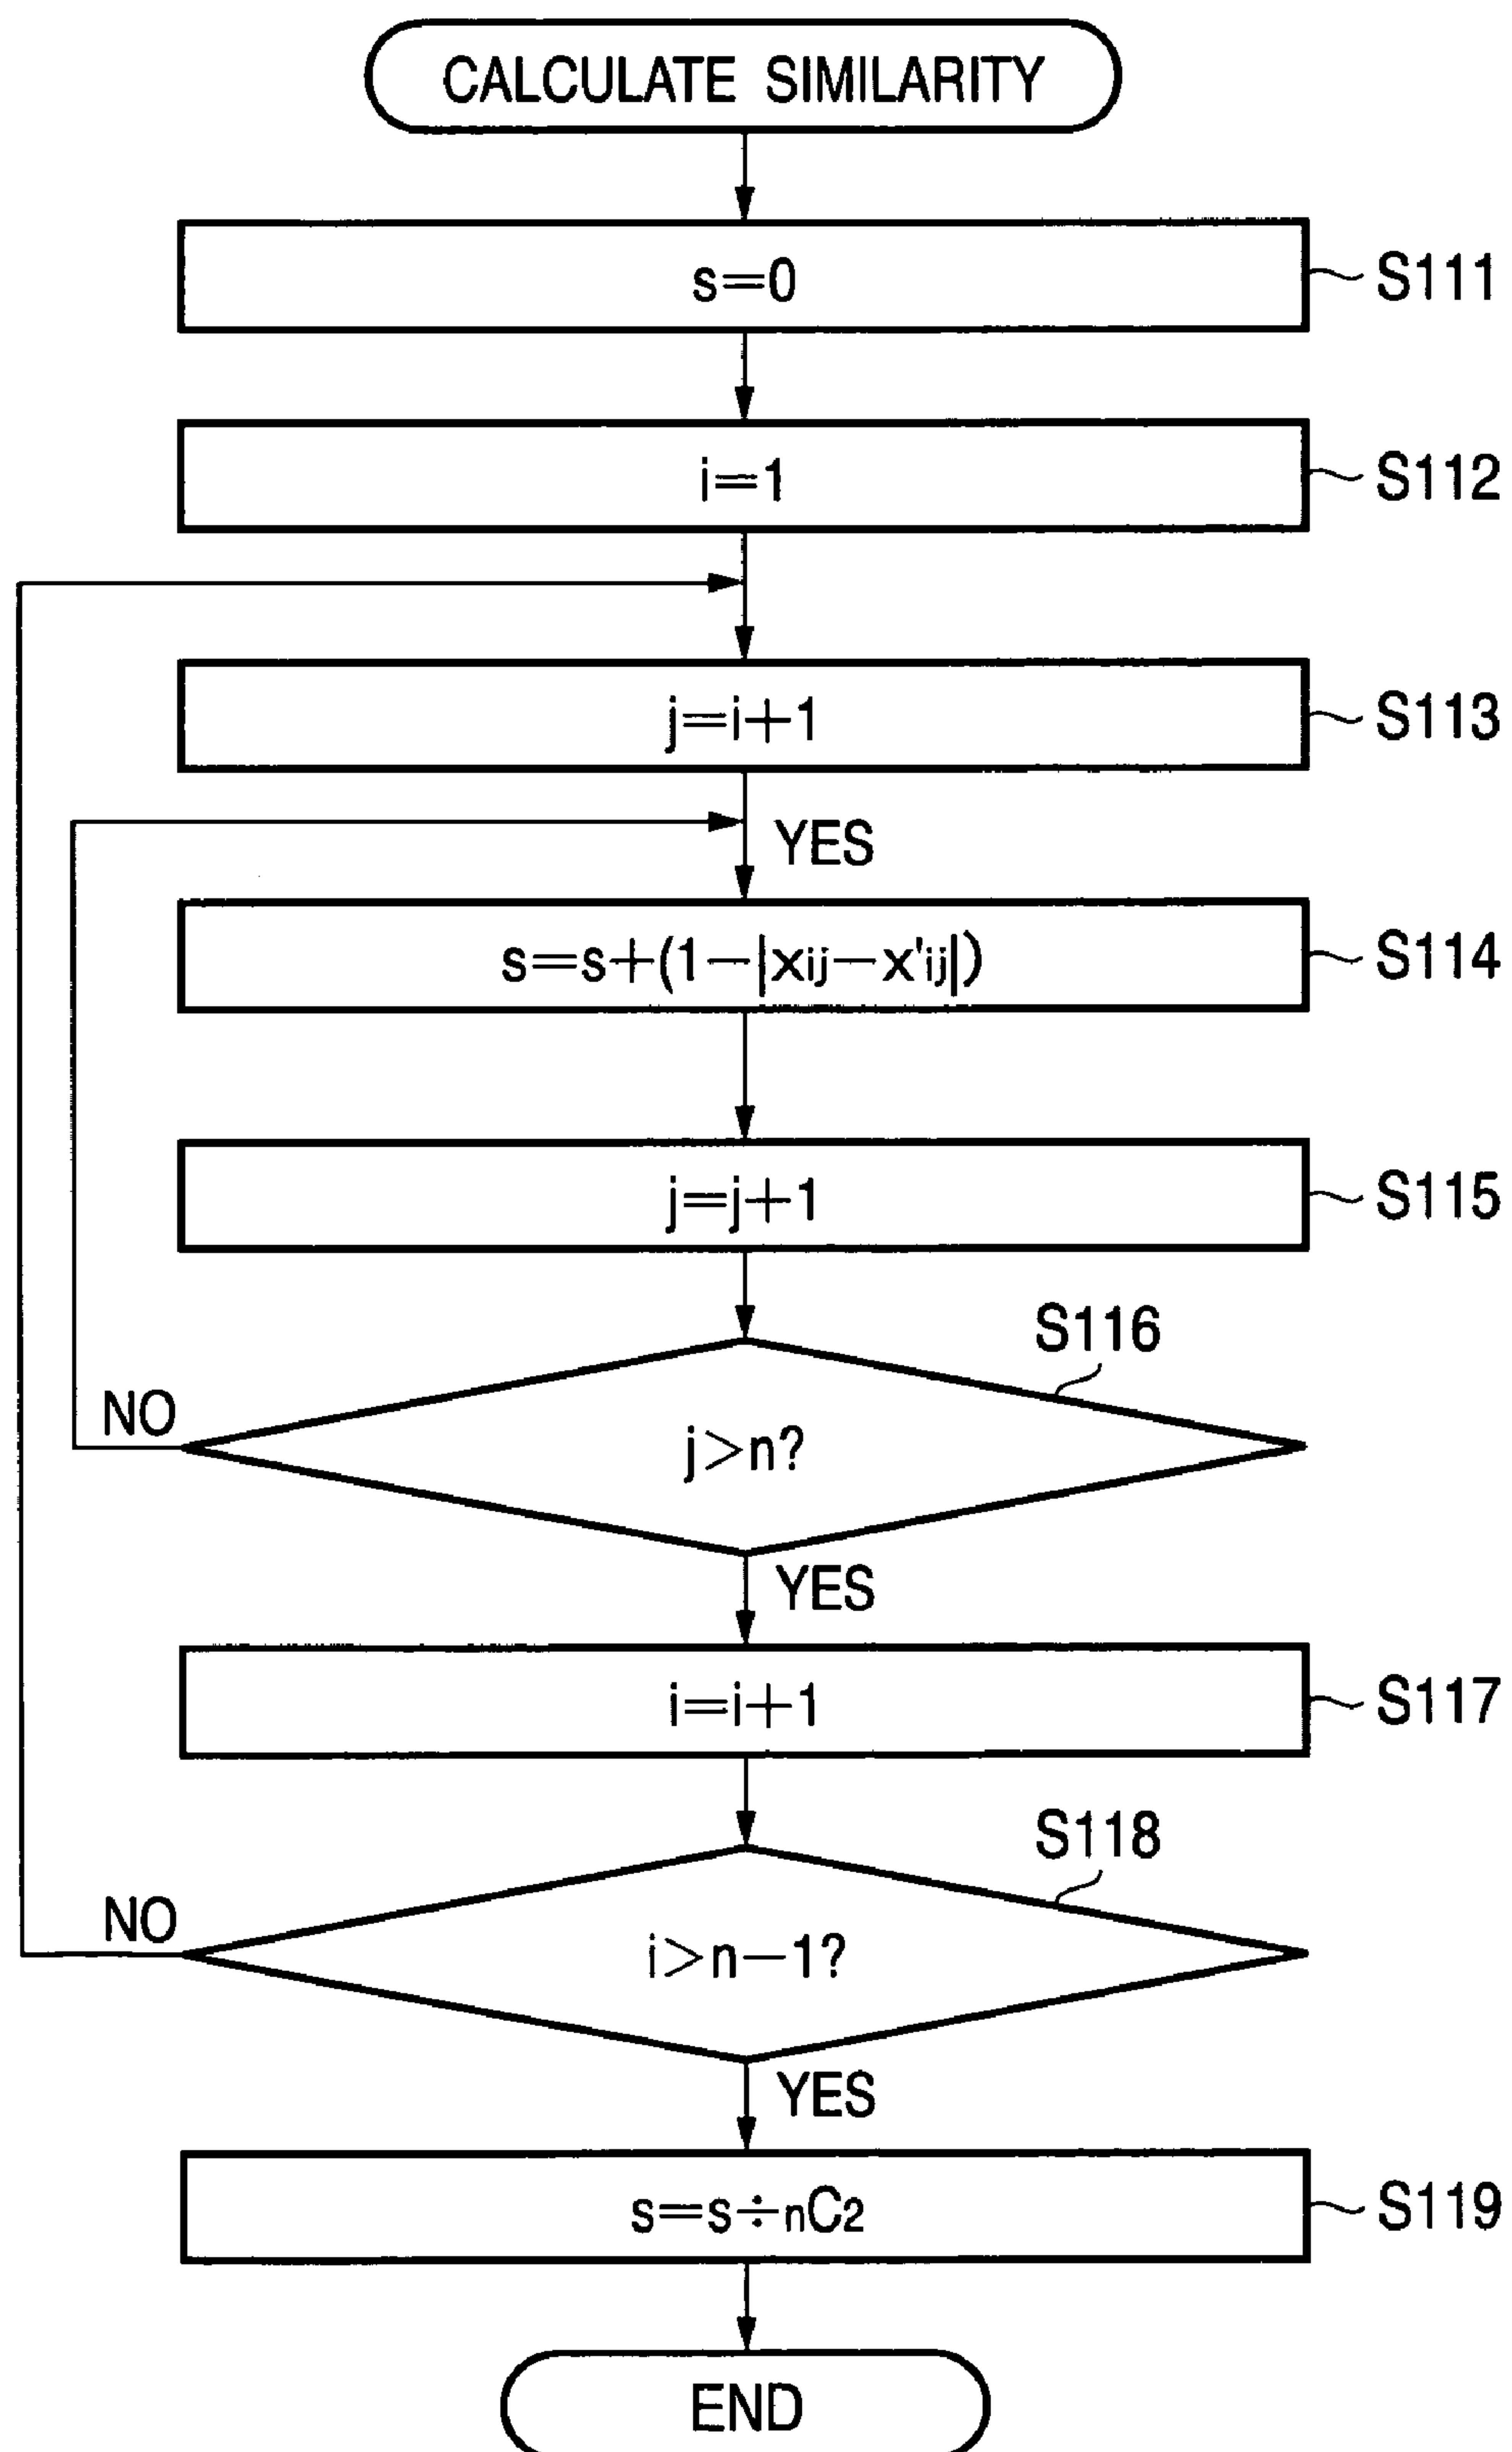 CALCULATE SIMILARITY
s=0
S111
i=1
S112
j=i+1
S113
YES
s=s+(1-|xij-x'ij|)
S114
j=j+1
S115
S116
NO
j>n?
YES
i=i+1
S117
S118
NO
i>n-1?
YES
s=s÷nC2
S119
END